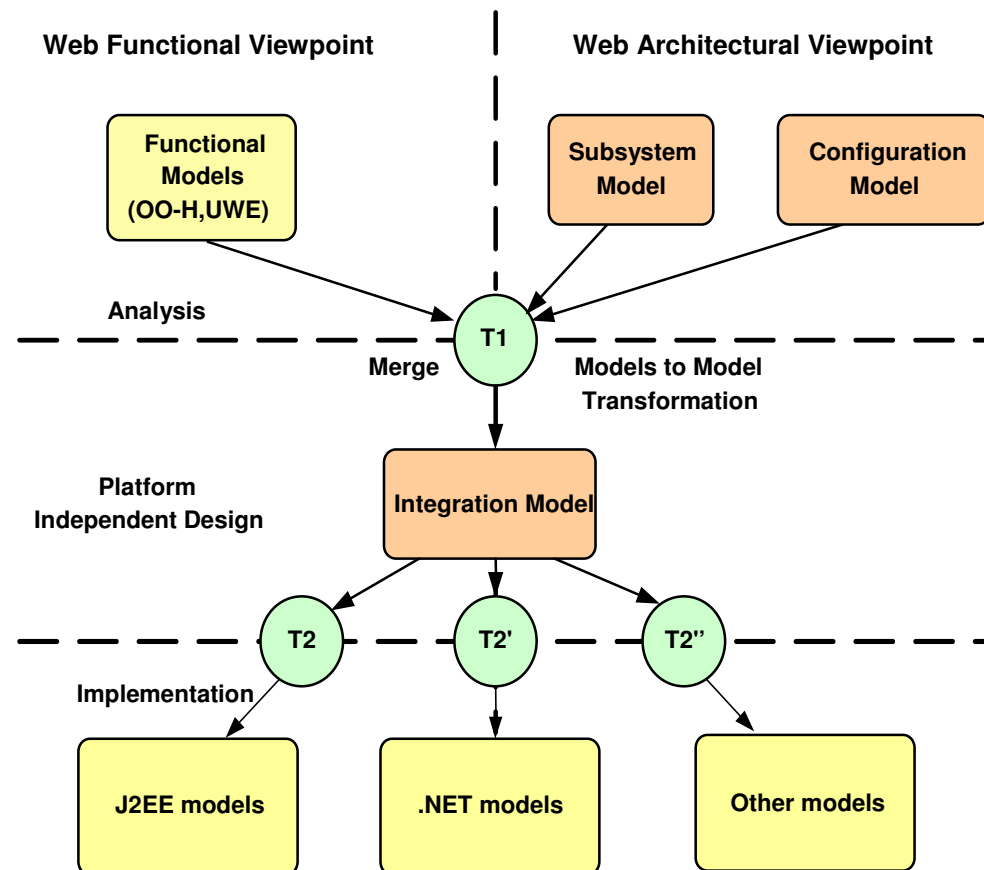 Web Functional Viewpoint
Web Architectural Viewpoint
Functional
Models
(OO-H,UWE)
Subsystem
Model
Configuration
Model
Analysis
T1
Merge
Models to Model
Transformation
Platform
Independent Design
Integration Model
T2
T2'
T2''
Implementation
J2EE models
.NET models
Other models